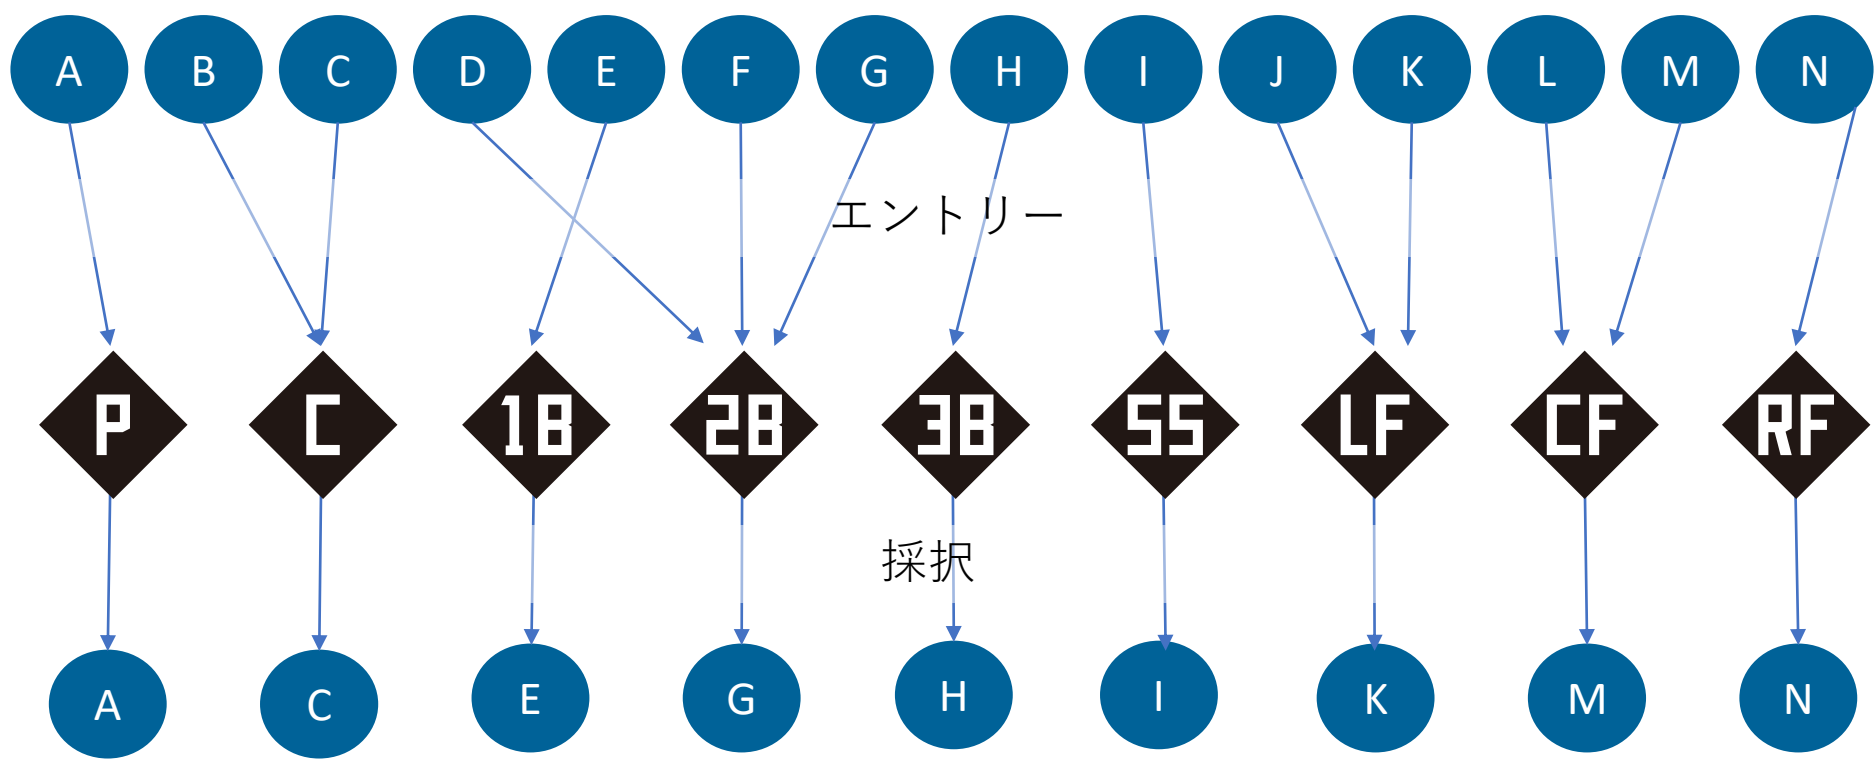 A B C D E F G H I J K L M N
エントリー
P C 1B 2B 3B SS LF CF RF
採択
A C E G H I K M N